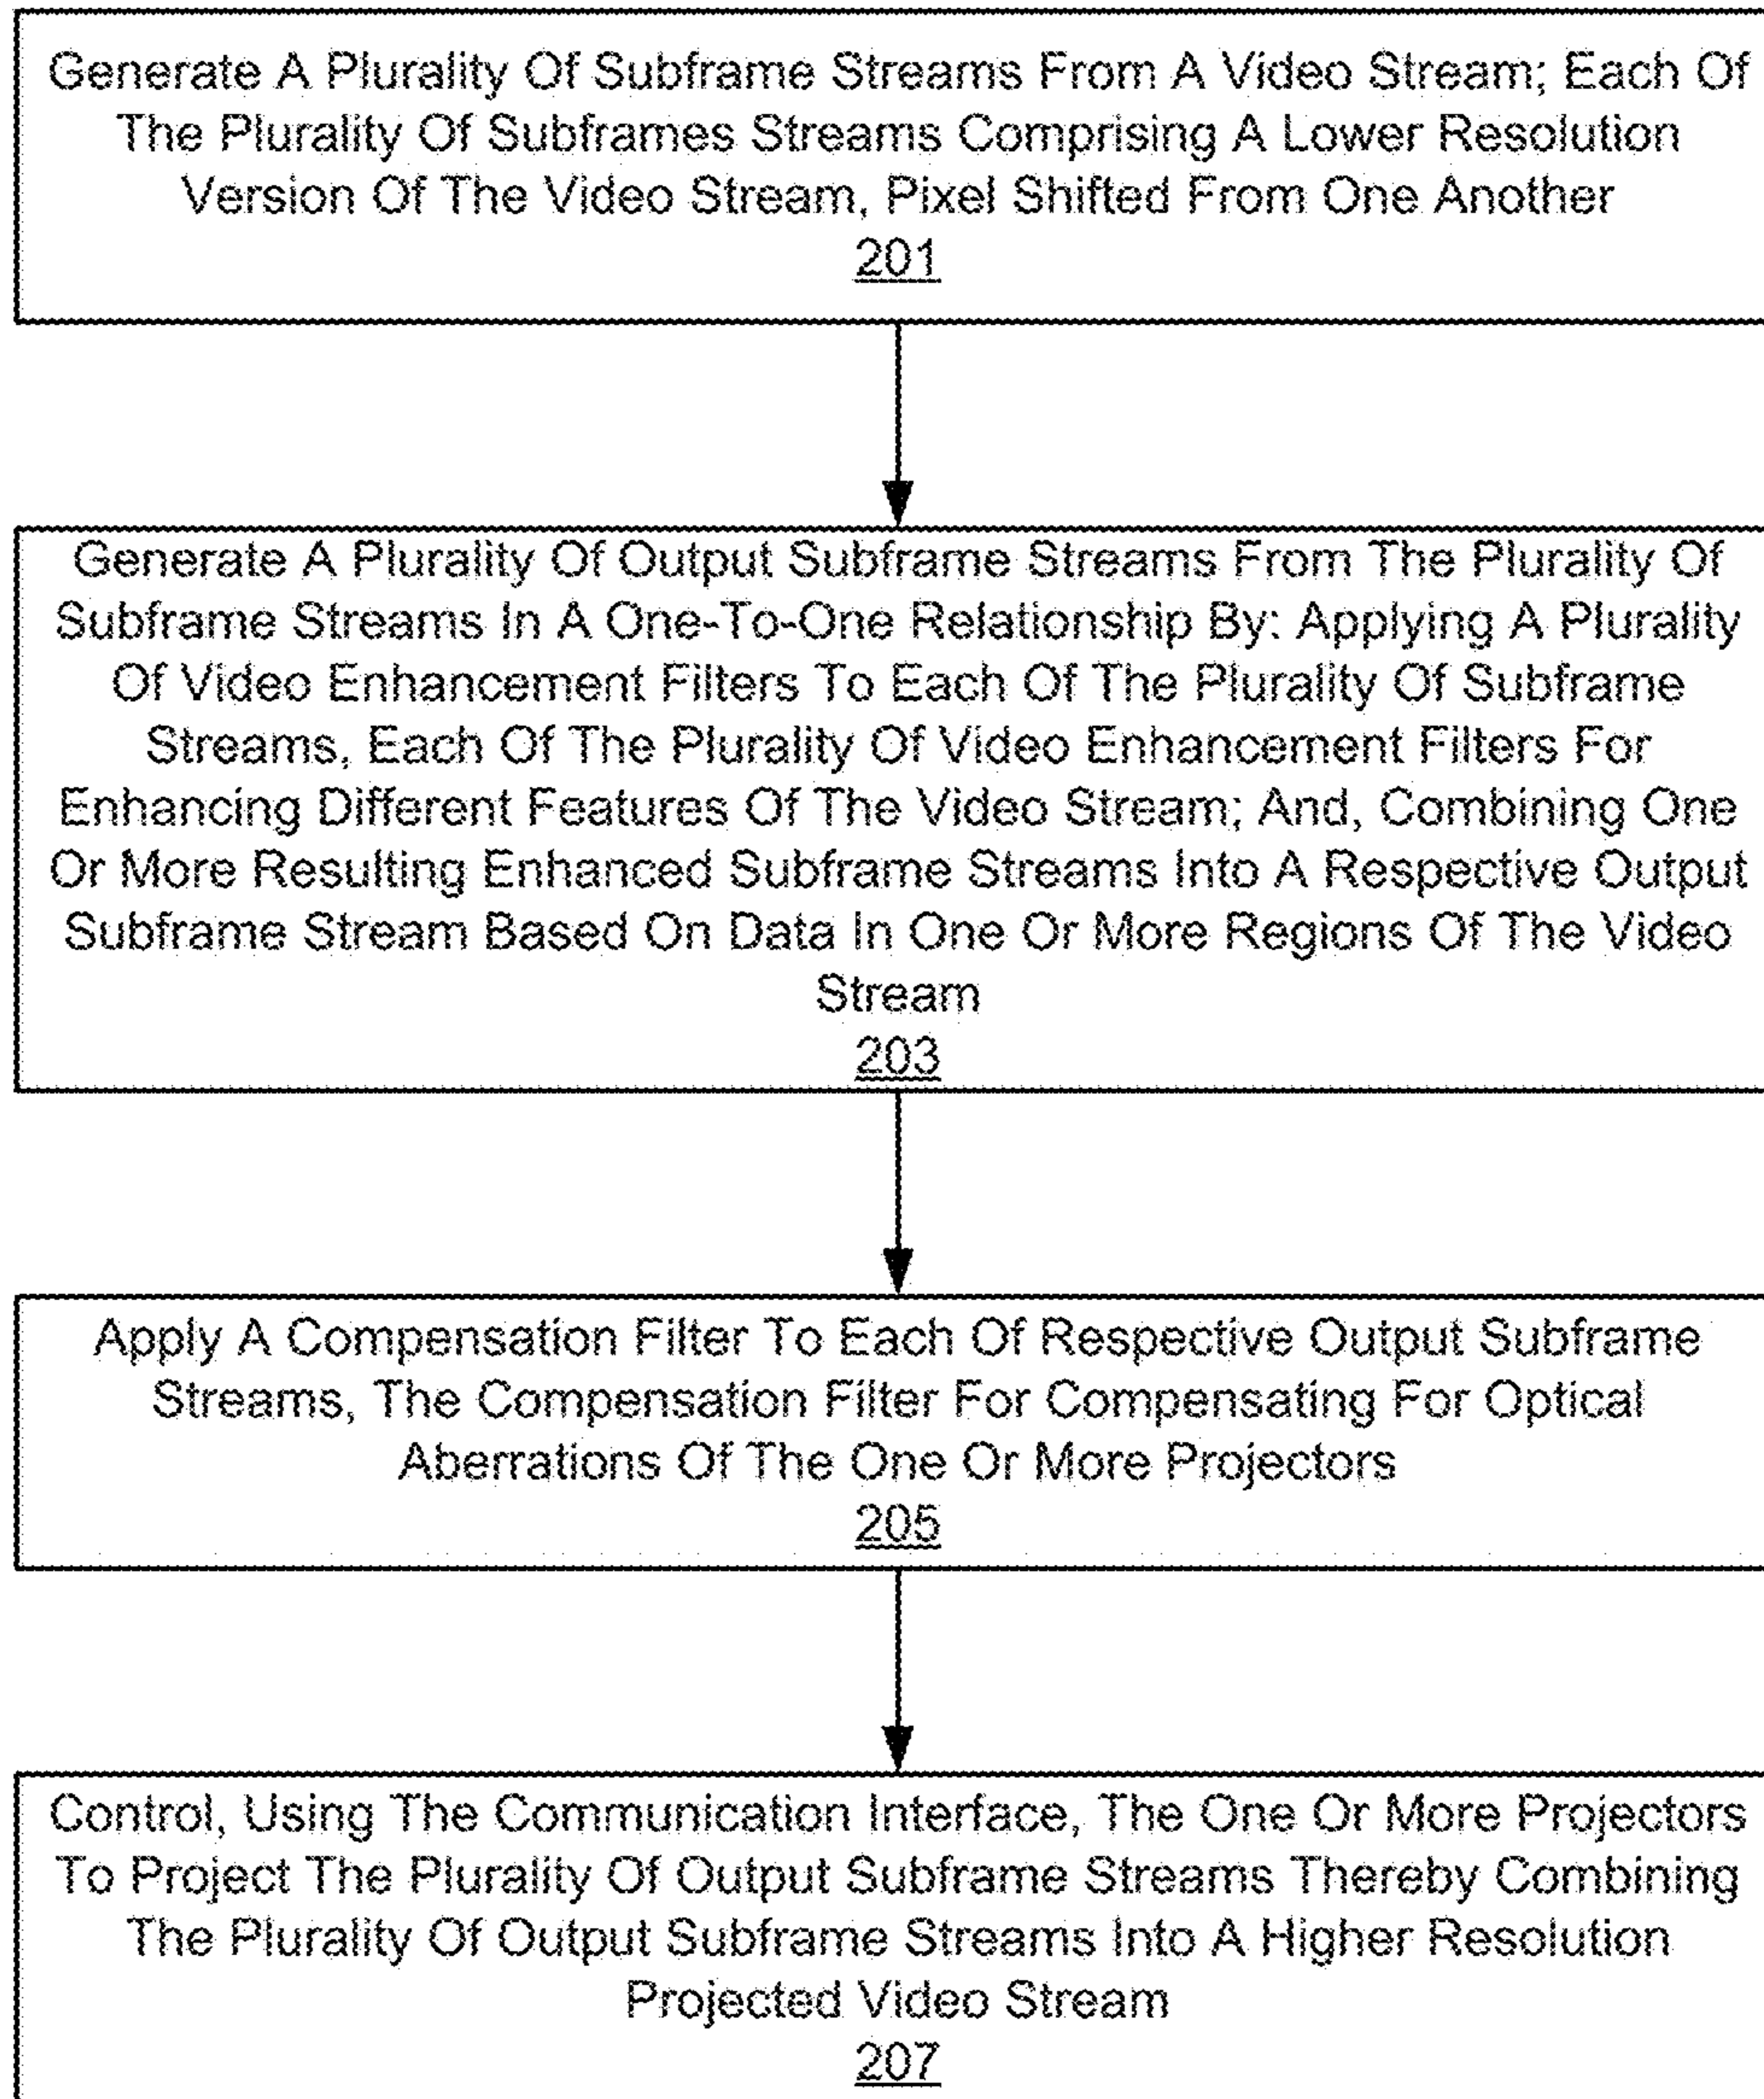 Generate A Plurality Of Subframe Streams From A Video Stream; Each Of
The Plurality Of Subframes Streams Comprising A Lower Resolution
Version Of The Video Stream, Pixel Shifted From One Another
201
Generate A Plurality Of Output Subframe Streams From The Plurality Of
Subframe Streams In A One-To-One Relationship By: Applying A Plurality
Of Video Enhancement Filters To Each Of The Plurality Of Subframe
Streams, Each Of The Plurality Of Video Enhancement Filters For
Enhancing Different Features Of The Video Stream; And, Combining One
Or More Resulting Enhanced Subframe Streams Into A Respective Output
Subframe Stream Based On Data In One Or More Regions Of The Video
Stream
203
Apply A Compensation Filter To Each Of Respective Output Subframe
Streams, The Compensation Filter For Compensating For Optical
Aberrations Of The One Or More Projectors
205
Control, Using The Communication Interface, The One Or More Projectors
To Project The Plurality Of Output Subframe Streams Thereby Combining
The Plurality Of Output Subframe Streams Into A Higher Resolution
Projected Video Stream
207